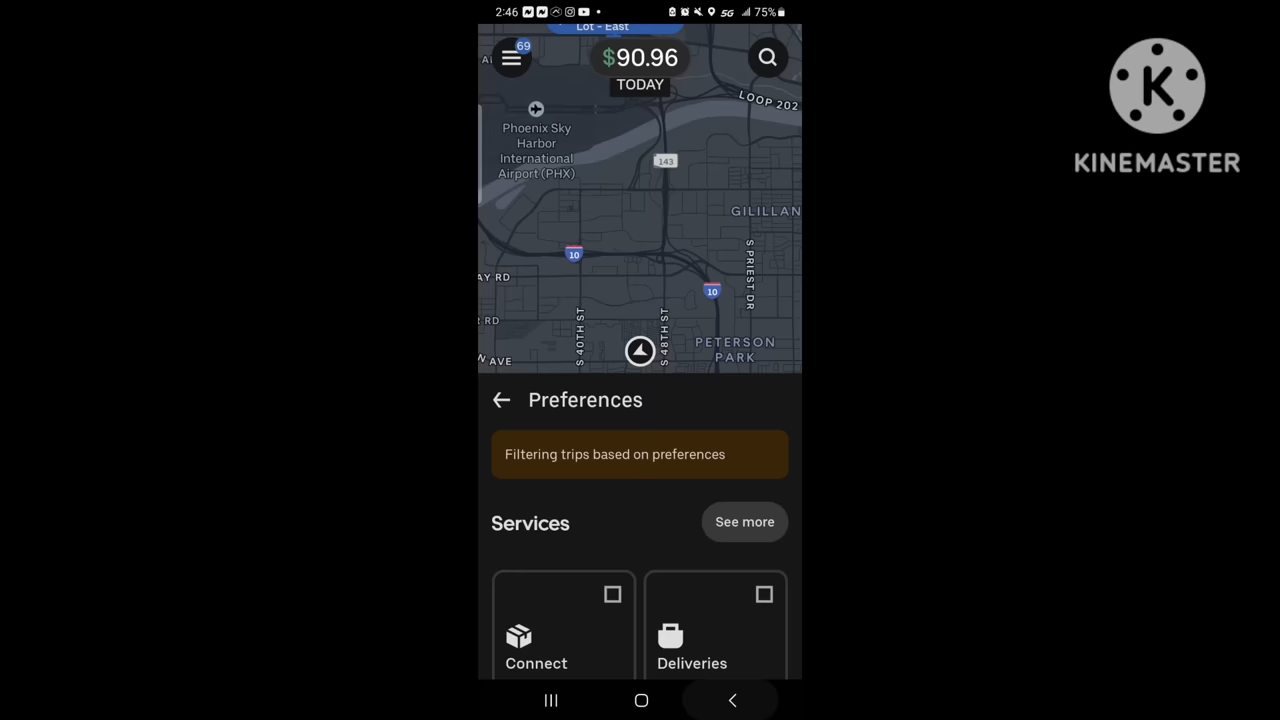 2:46
5G
75%
Lot - East
69
$90.96
TODAY
LOOP 202
Phoenix Sky
Harbor
International
Airport (PHX)
143
GILILLAN
10
S PRIEST DR
10
AY RD
R RD
S 40TH ST
S 48TH ST
PETERSON
PARK
W AVE
Preferences
Filtering trips based on preferences
Services
See more
Connect
Deliveries
K
KINEMASTER